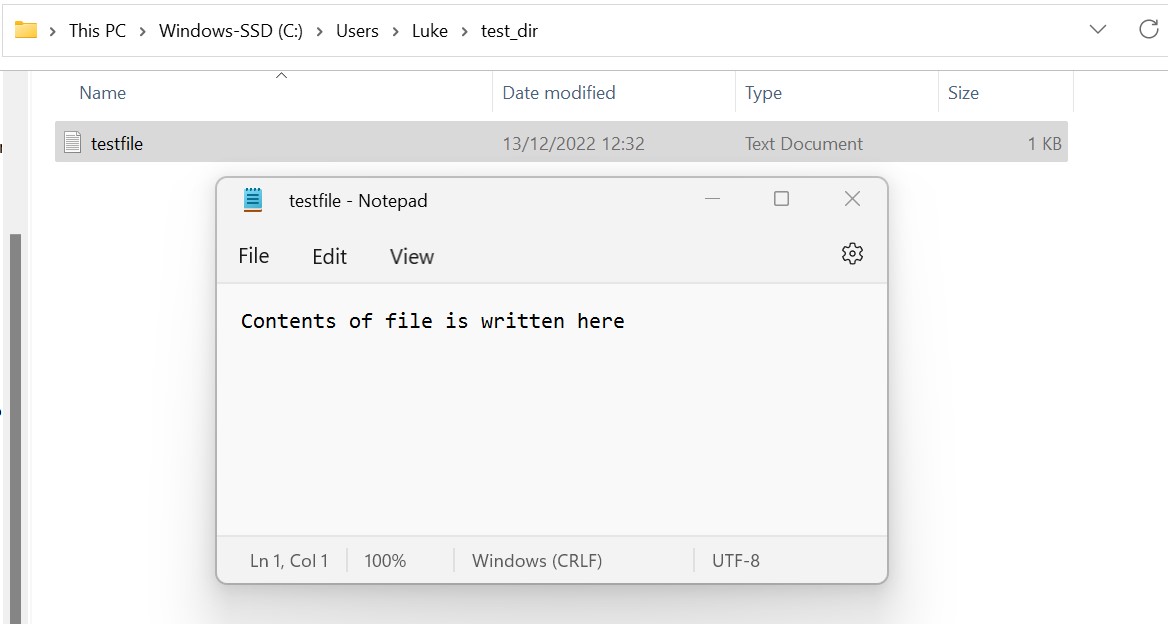 This PC > Windows-SSD (C:) > Users > Luke > test_dir
Name Date modified Type Size
testfile 13/12/2022 12:32 Text Document 1 KB
testfile - Notepad
File Edit View
Contents of file is written here
Ln 1, Col 1 100% Windows (CRLF) UTF-8